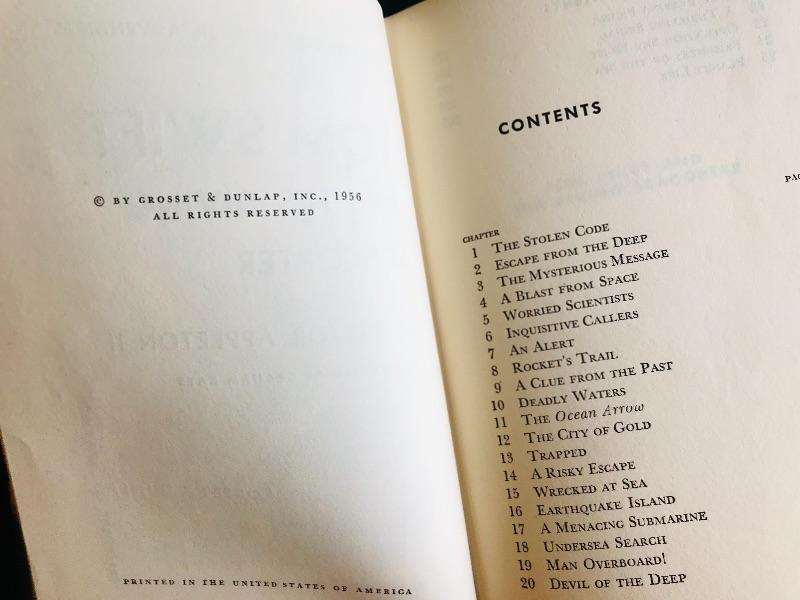 © BY GROSSET & DUNLAP, INC., 1956
ALL RIGHTS RESERVED
PRINTED IN THE UNITED STATES OF AMERICA
CONTENTS
CHAPTER
1 THE STOLEN CODE
2 ESCAPE FROM THE DEEP
3 THE MYSTERIOUS MESSAGE
4 A BLAST FROM SPACE
5 WORRIED SCIENTISTS
6 INQUISITIVE CALLERS
7 AN ALERT
8 ROCKET'S TRAIL
9 A CLUE FROM THE PAST
10 DEADLY WATERS
11 THE Ocean Arrow
12 THE CITY OF GOLD
13 TRAPPED
14 A RISKY ESCAPE
15 WRECKED AT SEA
16 EARTHQUAKE ISLAND
17 A MENACING SUBMARINE
18 UNDERSEA SEARCH
19 MAN OVERBOARD!
20 DEVIL OF THE DEEP